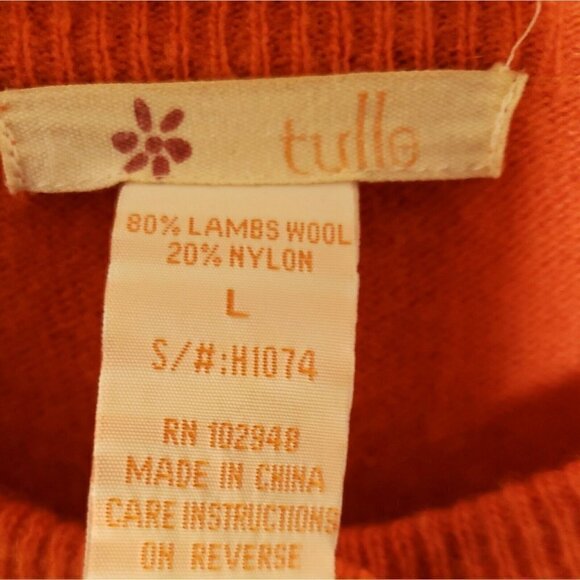 tulle
80% LAMBS WOOL
20% NYLON
L
S/#:H1074
RN 102948
MADE IN CHINA
CARE INSTRUCTIONS
ON REVERSE